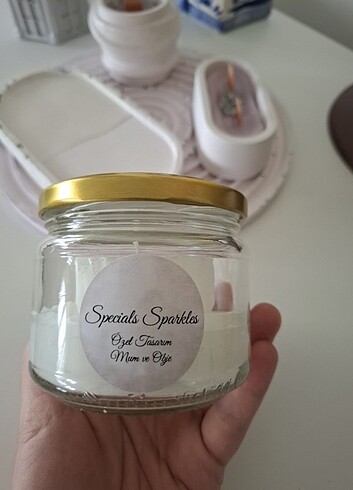 Specials Sparkles
Özel Tasarım
Mum ve Obje